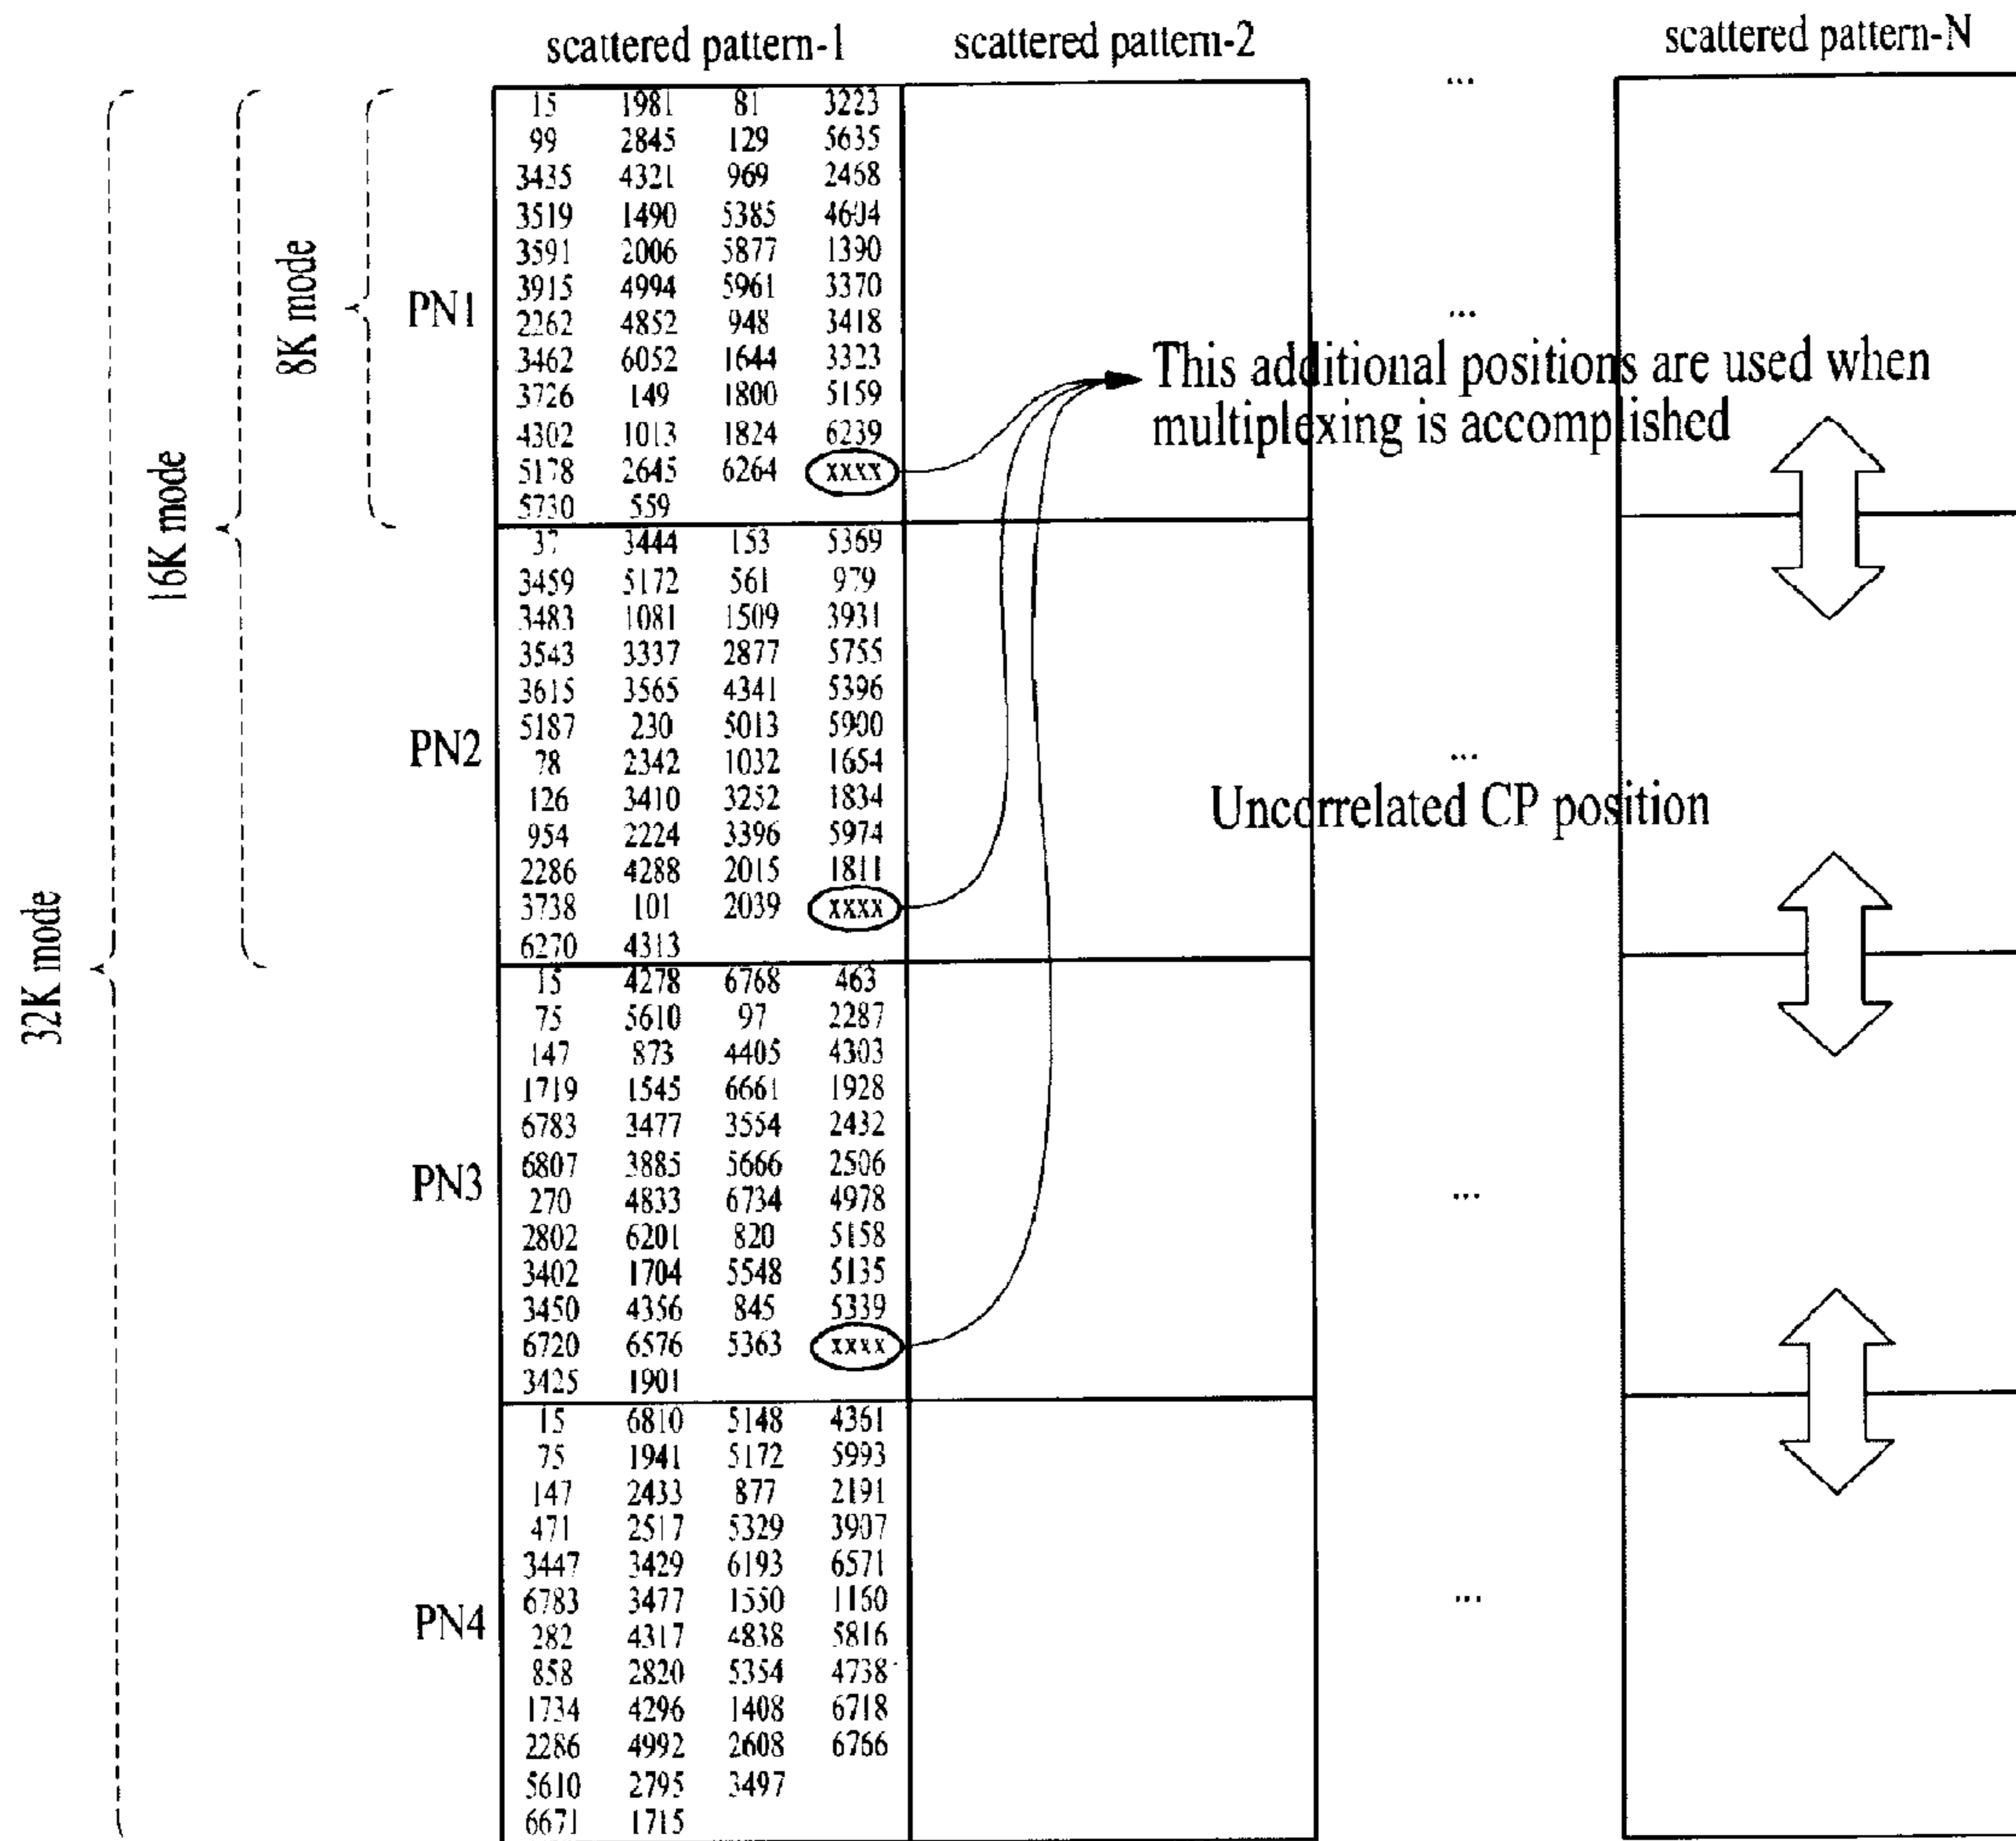 scattered pattern-1 scattered pattern-2 ... scattered pattern-N
32K mode
16K mode
8K mode
PN1
15 1981 81 3223
99 2845 129 5635
3435 4321 969 2468
3519 1490 5385 4604
3591 2006 5877 1390
3915 4994 5961 3370
2262 4852 948 3418
3462 6052 1644 3323
3726 149 1800 5159
4302 1013 1824 6239
5178 2645 6264 xxxx
5730 559
...
This additional positions are used when
multiplexing is accomplished
PN2
37 3444 153 5369
3459 5172 561 979
3483 1081 1509 3931
3543 3337 2877 5755
3615 3565 4341 5396
5187 230 5013 5900
78 2342 1032 1654
126 3410 3252 1834
954 2224 3396 5974
2286 4288 2015 1811
3738 101 2039 xxxx
6270 4313
...
Uncorrelated CP position
PN3
15 4278 6768 463
75 5610 97 2287
147 873 4405 4303
1719 1545 6661 1928
6783 3477 3554 2432
6807 3885 5666 2506
270 4833 6734 4978
2802 6201 820 5158
3402 1704 5548 5135
3450 4356 845 5339
6720 6576 5363 xxxx
3425 1901
...
PN4
15 6810 5148 4361
75 1941 5172 5993
147 2433 877 2191
471 2517 5329 3907
3447 3429 6193 6571
6783 3477 1550 1160
282 4317 4838 5816
858 2820 5354 4738
1734 4296 1408 6718
2286 4992 2608 6766
5610 2795 3497
6671 1715
...